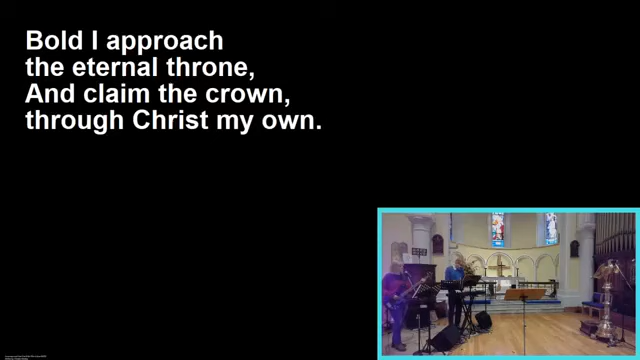 Bold I approach
the eternal throne,
And claim the crown,
through Christ my own.